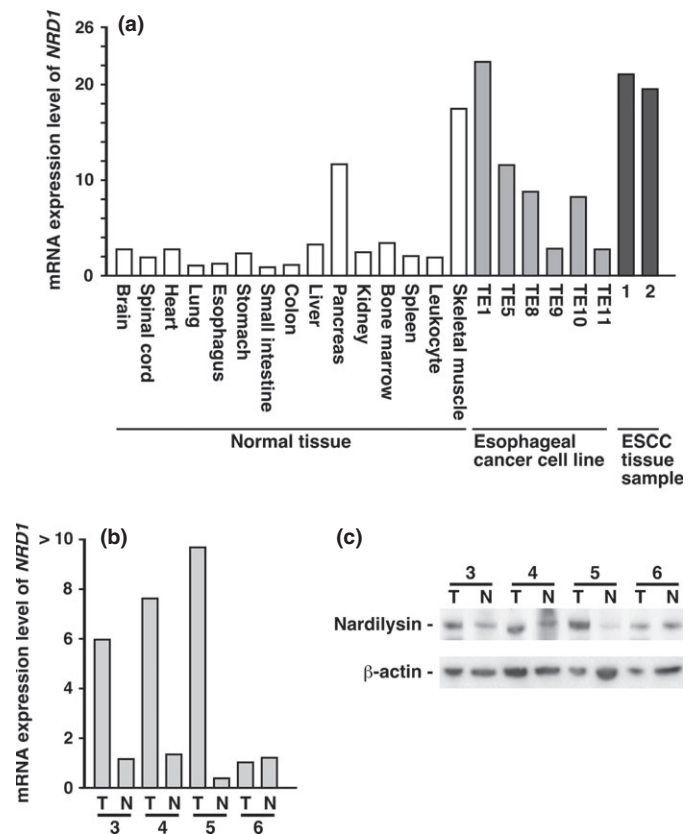 (a)
mRNA expression level of NRD1
26
20
10
0
Brain
Spinal cord
Heart
Lung
Esophagus
Stomach
Small intestine
Colon
Liver
Pancreas
Kidney
Bone marrow
Spleen
Leukocyte
Skeletal muscle
TE1
TE5
TE8
TE9
TE10
TE11
1
2
Normal tissue
Esophageal
cancer cell line
ESCC
tissue
sample
(b)
mRNA expression level of NRD1
> 10
8
6
4
2
0
T N T N T N T N
3 4 5 6
(c)
3 4 5 6
T N T N T N T N
Nardilysin -
β-actin -